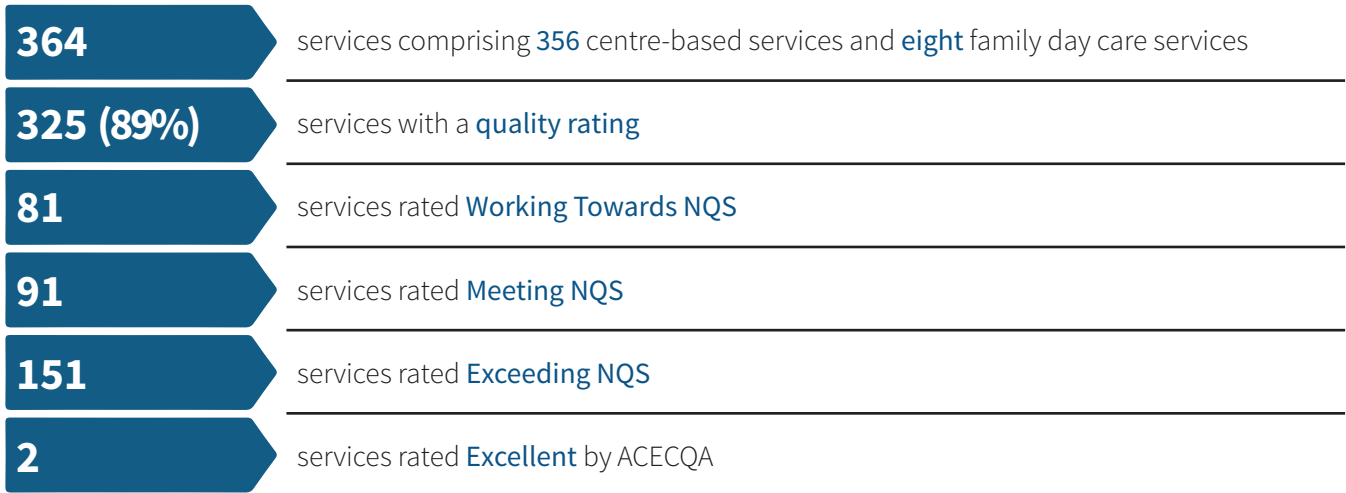 364 services comprising 356 centre-based services and eight family day care services
325 (89%) services with a quality rating
81 services rated Working Towards NQS
91 services rated Meeting NQS
151 services rated Exceeding NQS
2 services rated Excellent by ACECQA